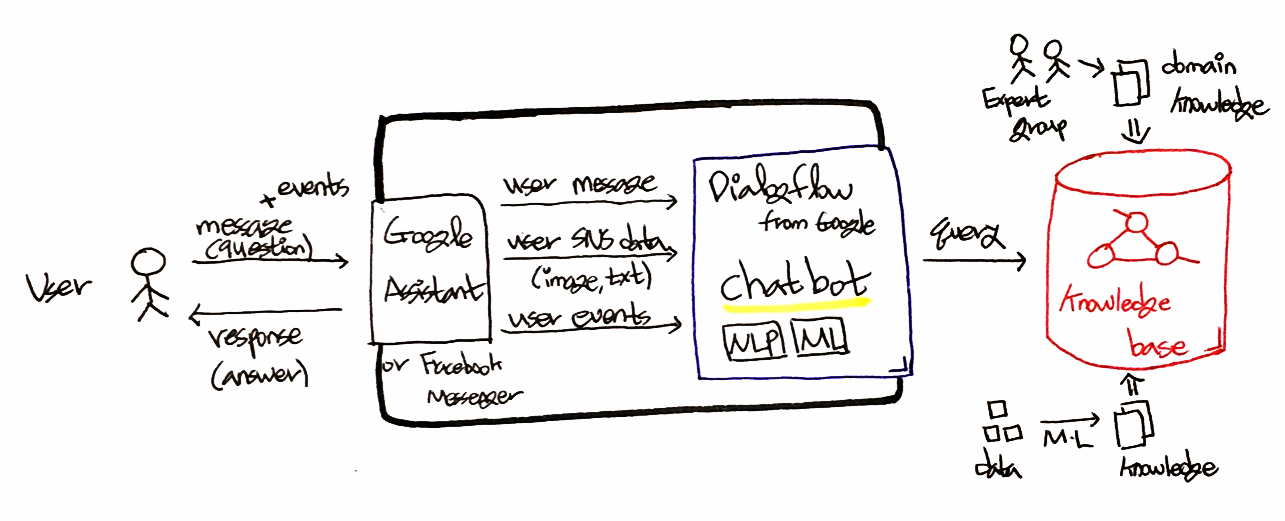 User
+ events
message
(question)
response
(answer)
Google
Assistant
or Facebook
Messenger
user message
user SNS data
(image, txt)
user events
Dialogflow
from Google
chatbot
NLP
ML
query
Expert
group
domain
knowledge
knowledge
base
data
M·L
knowledge